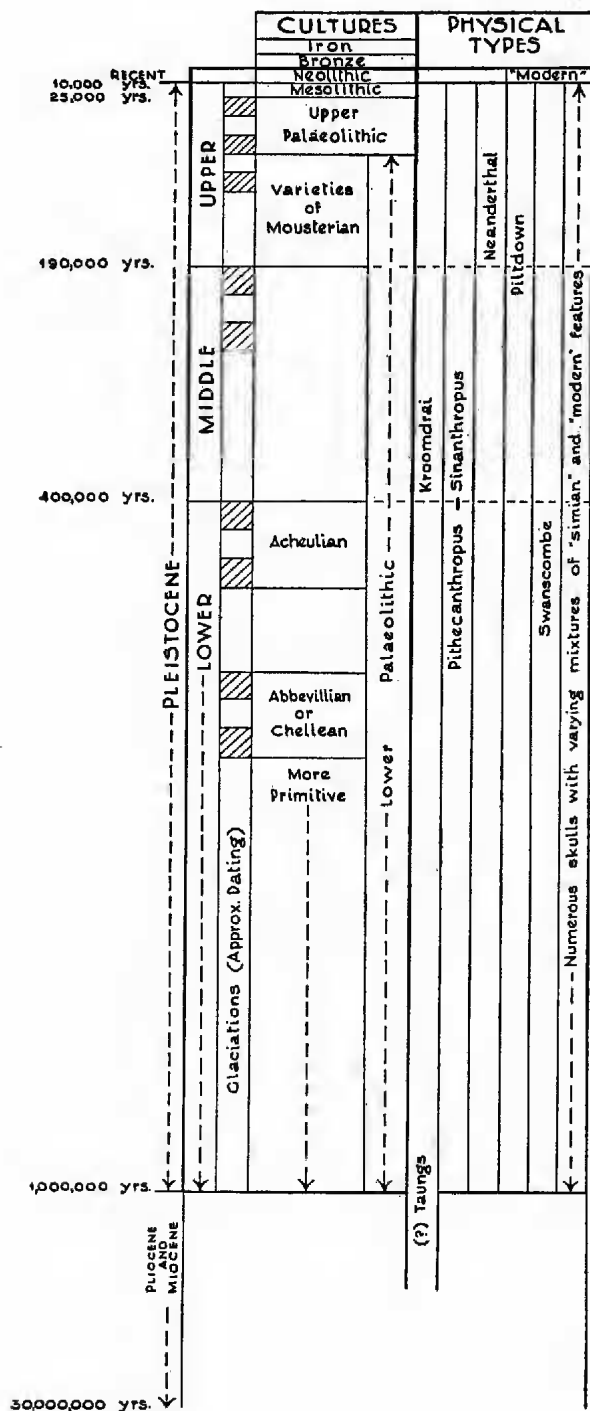 CULTURES
PHYSICAL
TYPES
Iron
Bronze
RECENT
Neolithic
"Modern"
10,000 yrs.
Mesolithic
25,000 yrs.
Upper
Palaeolithic
UPPER
Varieties
of
Mousterian
Neanderthal
190,000 yrs.
Piltdown
MIDDLE
Kroomdrai
Pithecanthropus – Sinanthropus
400,000 yrs.
Acheulian
Swanscombe
Numerous skulls with varying mixtures of "simian" and "modern" features
PLEISTOCENE
LOWER
Lower Palaeolithic
Abbevillian
or
Chellean
More
Primitive
Glaciations (Approx. Dating)
1,000,000 yrs.
(?) Taungs
PLIOCENE
AND
MIOCENE
30,000,000 yrs.